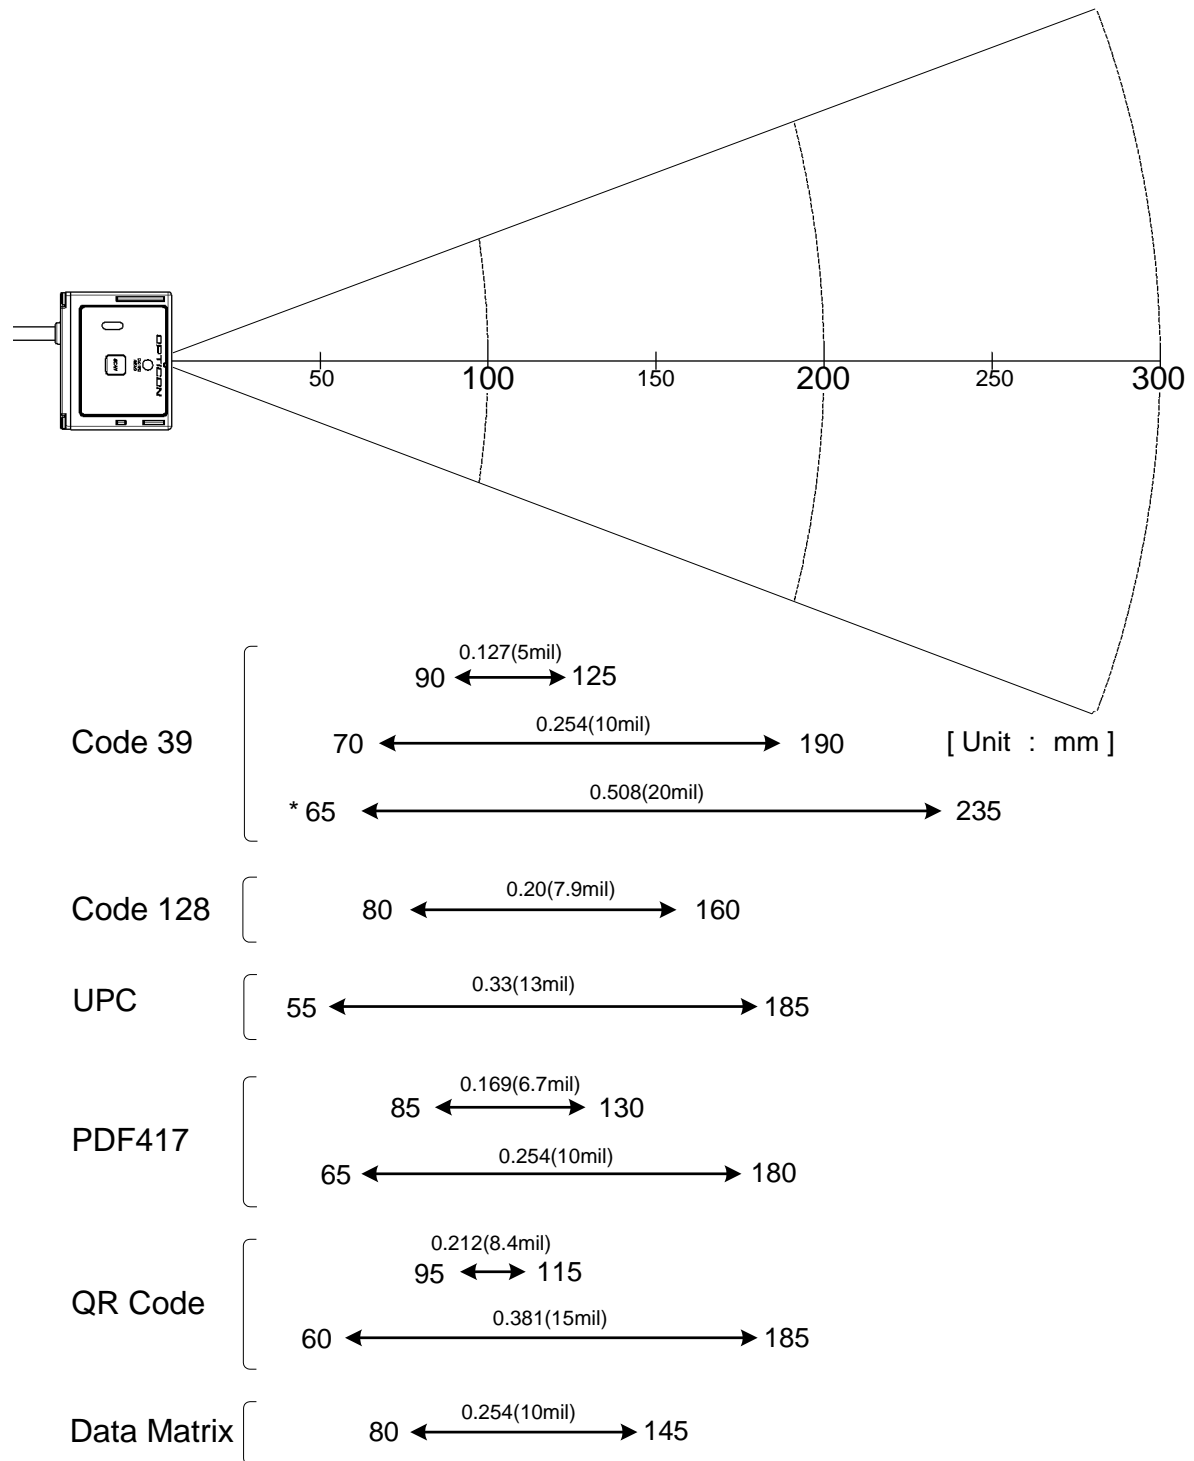 OPTICON
50
100
150
200
250
300
0.127(5mil)
90 125
Code 39
0.254(10mil)
70 190
[ Unit : mm ]
0.508(20mil)
* 65 235
Code 128
0.20(7.9mil)
80 160
UPC
0.33(13mil)
55 185
PDF417
0.169(6.7mil)
85 130
0.254(10mil)
65 180
QR Code
0.212(8.4mil)
95 115
0.381(15mil)
60 185
Data Matrix
0.254(10mil)
80 145